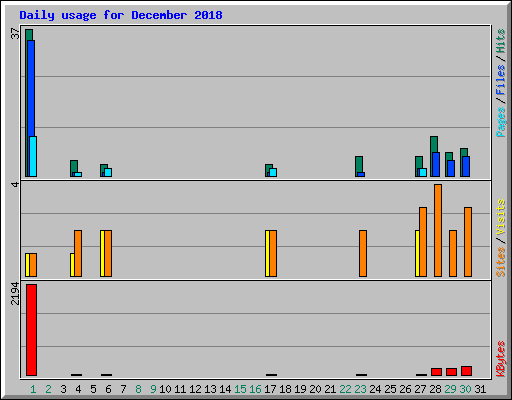 Daily usage for December 2018
37
Pages / Files / Hits
4
Sites / Visits
2194
KBytes
1 2 3 4 5 6 7 8 9 10 11 12 13 14 15 16 17 18 19 20 21 22 23 24 25 26 27 28 29 30 31